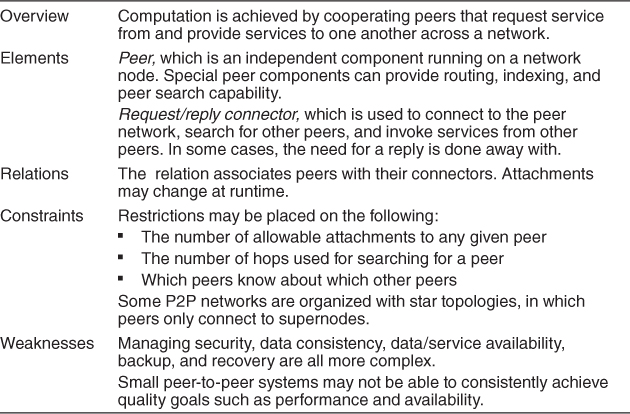 Overview
Computation is achieved by cooperating peers that request service
from and provide services to one another across a network.
Elements
Peer, which is an independent component running on a network
node. Special peer components can provide routing, indexing, and
peer search capability.
Request/reply connector, which is used to connect to the peer
network, search for other peers, and invoke services from other
peers. In some cases, the need for a reply is done away with.
Relations
The relation associates peers with their connectors. Attachments
may change at runtime.
Constraints
Restrictions may be placed on the following:
▪ The number of allowable attachments to any given peer
▪ The number of hops used for searching for a peer
▪ Which peers know about which other peers
Some P2P networks are organized with star topologies, in which
peers only connect to supernodes.
Weaknesses
Managing security, data consistency, data/service availability,
backup, and recovery are all more complex.
Small peer-to-peer systems may not be able to consistently achieve
quality goals such as performance and availability.